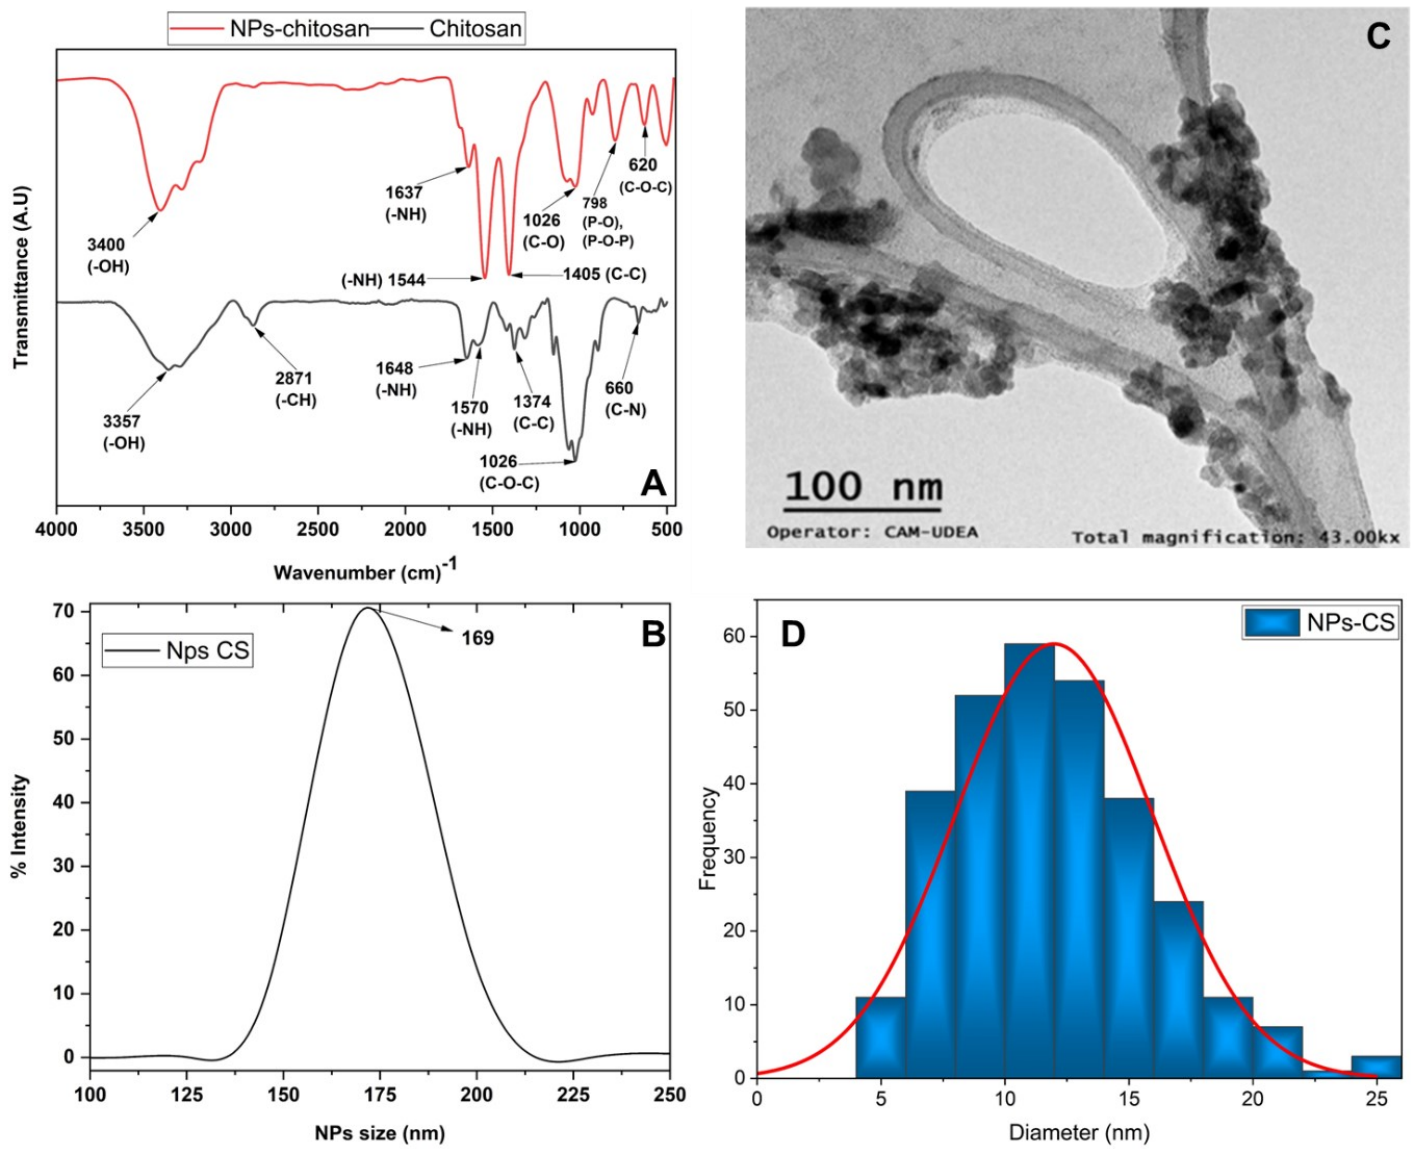 NPs-chitosan
Chitosan
Transmittance (A.U)
3400
(-OH)
1637
(-NH)
(-NH) 1544
1026
(C-O)
798
(P-O),
(P-O-P)
620
(C-O-C)
1405 (C-C)
3357
(-OH)
2871
(-CH)
1648
(-NH)
1570
(-NH)
1374
(C-C)
1026
(C-O-C)
660
(C-N)
A
4000 3500 3000 2500 2000 1500 1000 500
Wavenumber (cm)-1
C
100 nm
Operator: CAM-UDEA
Total magnification: 43.00kx
B
Nps CS
169
% Intensity
70
60
50
40
30
20
10
0
100 125 150 175 200 225 250
NPs size (nm)
D
NPs-CS
Frequency
60
50
40
30
20
10
0
0 5 10 15 20 25
Diameter (nm)